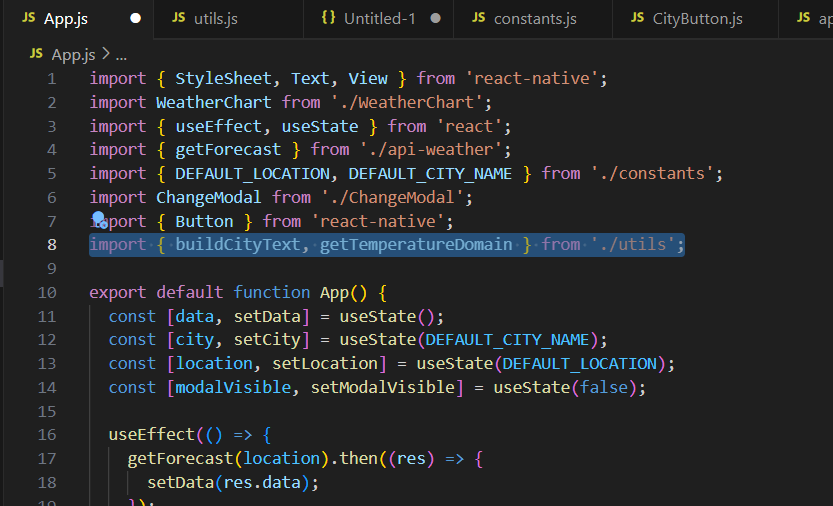 JS App.js ● JS utils.js {} Untitled-1 ● JS constants.js JS CityButton.js JS
JS App.js > ...
1 import { StyleSheet, Text, View } from 'react-native';
2 import WeatherChart from './WeatherChart';
3 import { useEffect, useState } from 'react';
4 import { getForecast } from './api-weather';
5 import { DEFAULT_LOCATION, DEFAULT_CITY_NAME } from './constants';
6 import ChangeModal from './ChangeModal';
7 import { Button } from 'react-native';
8 import { buildCityText, getTemperatureDomain } from './utils';
9
10 export default function App() {
11 const [data, setData] = useState();
12 const [city, setCity] = useState(DEFAULT_CITY_NAME);
13 const [location, setLocation] = useState(DEFAULT_LOCATION);
14 const [modalVisible, setModalVisible] = useState(false);
15
16 useEffect(() => {
17 getForecast(location).then((res) => {
18 setData(res.data);
19 });